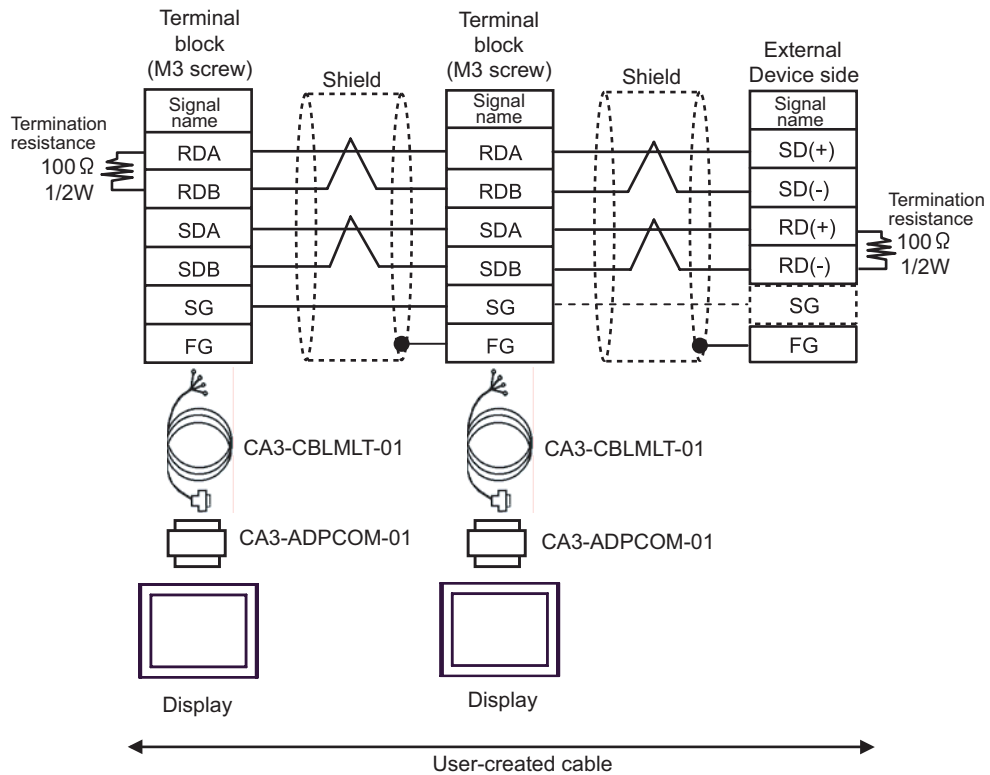 Terminal
block
(M3 screw)
Terminal
block
(M3 screw)
External
Device side
Shield
Shield
Signal
name
Signal
name
Signal
name
Termination
resistance
100 Ω
1/2W
RDA
RDA
SD(+)
RDB
RDB
SD(-)
SDA
SDA
RD(+)
Termination
resistance
100 Ω
1/2W
SDB
SDB
RD(-)
SG
SG
SG
FG
FG
FG
CA3-CBLMLT-01
CA3-CBLMLT-01
CA3-ADPCOM-01
CA3-ADPCOM-01
Display
Display
User-created cable